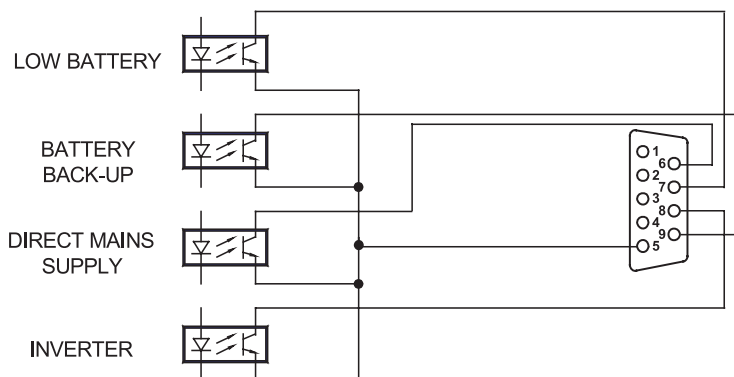 LOW BATTERY
BATTERY
BACK-UP
DIRECT MAINS
SUPPLY
INVERTER
1
6
2
7
3
8
4
9
5